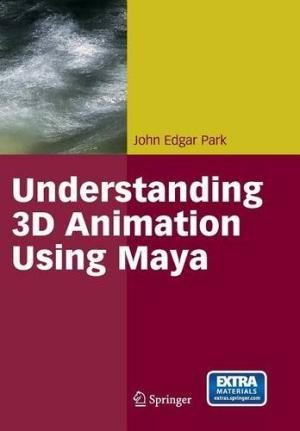 John Edgar Park
Understanding
3D Animation
Using Maya
EXTRA
MATERIALS
extras.springer.com
Springer